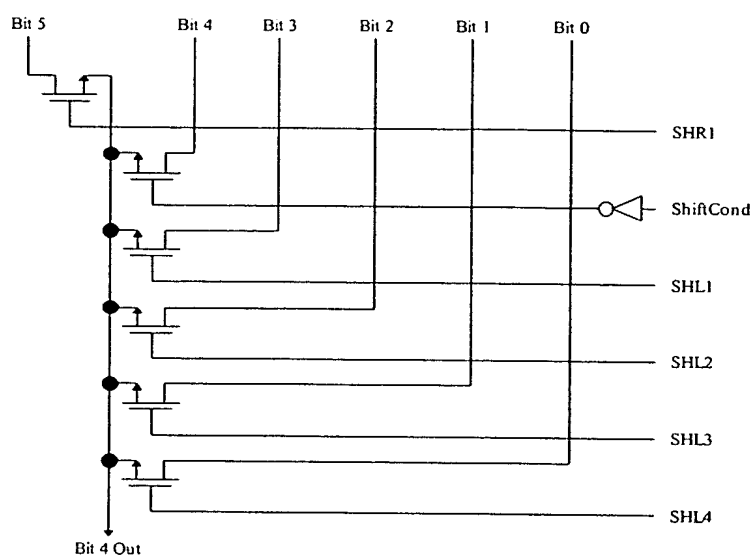 Bit 5
Bit 4
Bit 3
Bit 2
Bit 1
Bit 0
SHR1
ShiftCond
SHL1
SHL2
SHL3
SHL4
Bit 4 Out